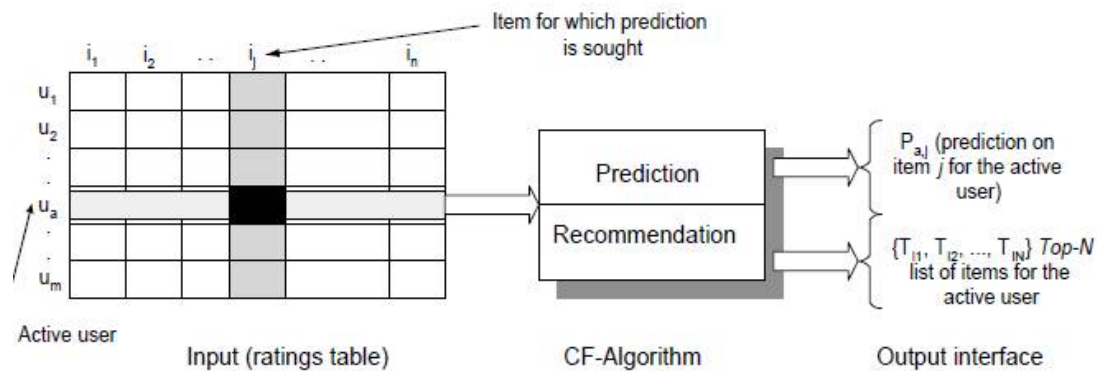 Item for which prediction
is sought
i1 i2 . . ij . . in
u1
u2
.
.
ua
.
.
um
Active user
Input (ratings table)
Prediction
Recommendation
CF-Algorithm
Pa,j (prediction on
item j for the active
user)
{Ti1, Ti2, ..., TiN} Top-N
list of items for the
active user
Output interface